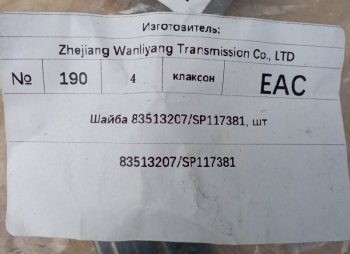 Изготовитель:
Zhejiang Wanliyang Transmission Co., LTD
№ 190 4 клаксон EAC
Шайба 83513207/SP117381, шт
83513207/SP117381